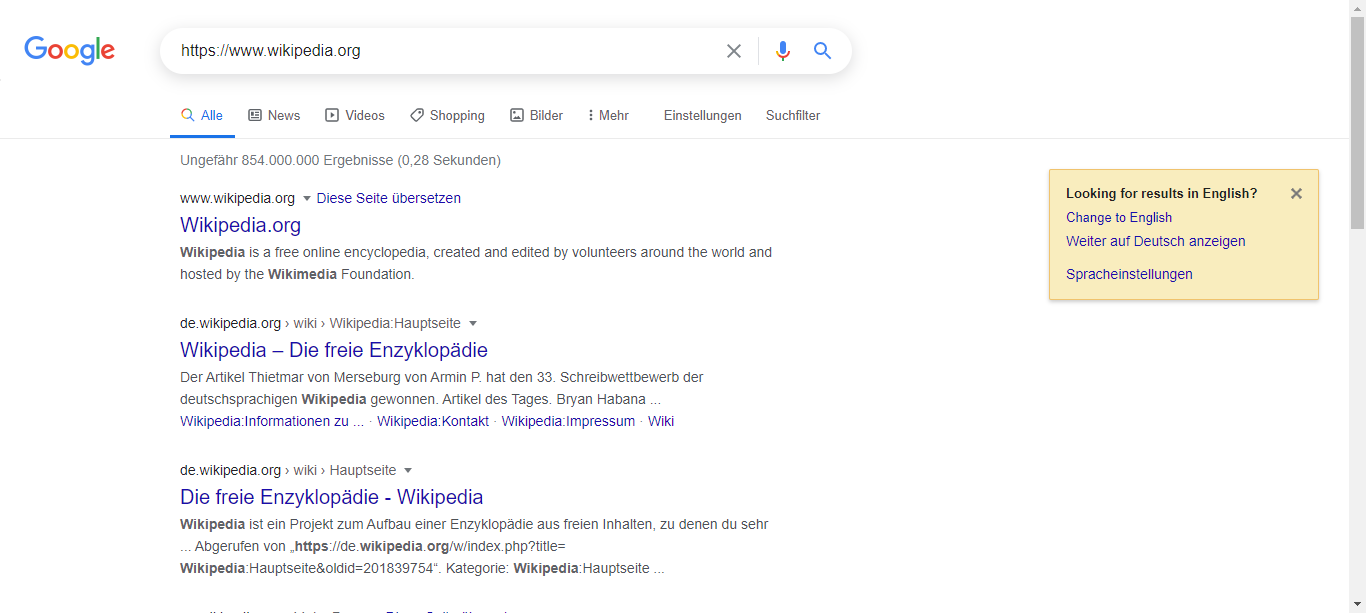 Google
https://www.wikipedia.org
Alle News Videos Shopping Bilder Mehr Einstellungen Suchfilter
Ungefähr 854.000.000 Ergebnisse (0,28 Sekunden)
www.wikipedia.org Diese Seite übersetzen
Wikipedia.org
Wikipedia is a free online encyclopedia, created and edited by volunteers around the world and
hosted by the Wikimedia Foundation.
de.wikipedia.org › wiki › Wikipedia:Hauptseite
Wikipedia – Die freie Enzyklopädie
Der Artikel Thietmar von Merseburg von Armin P. hat den 33. Schreibwettbewerb der
deutschsprachigen Wikipedia gewonnen. Artikel des Tages. Bryan Habana ...
Wikipedia:Informationen zu ... · Wikipedia:Kontakt · Wikipedia:Impressum · Wiki
de.wikipedia.org › wiki › Hauptseite
Die freie Enzyklopädie - Wikipedia
Wikipedia ist ein Projekt zum Aufbau einer Enzyklopädie aus freien Inhalten, zu denen du sehr
... Abgerufen von „https://de.wikipedia.org/w/index.php?title=
Wikipedia:Hauptseite&oldid=201839754“. Kategorie: Wikipedia:Hauptseite ...
Looking for results in English?
Change to English
Weiter auf Deutsch anzeigen
Spracheinstellungen